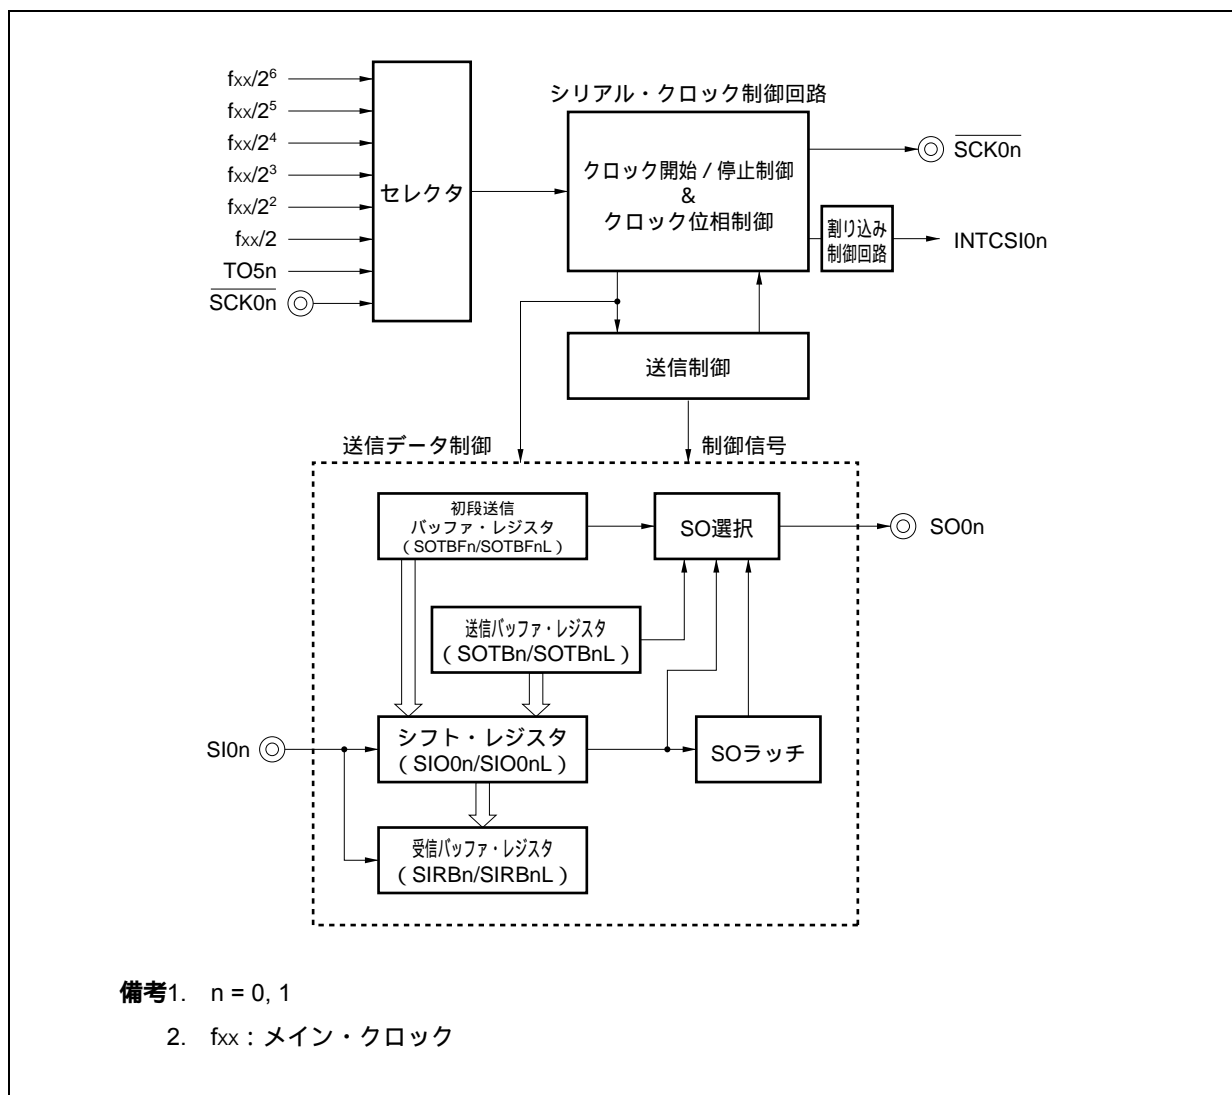 fxx/2⁶
fxx/2⁵
fxx/2⁴
fxx/2³
fxx/2²
fxx/2
TO5n
SCK0n
セレクタ
シリアル・クロック制御回路
クロック開始／停止制御
&
クロック位相制御
SCK0n
割り込み
制御回路
INTCSI0n
送信制御
送信データ制御
制御信号
初段送信
バッファ・レジスタ
（SOTBFn/SOTBFnL）
SO選択
SO0n
送信バッファ・レジスタ
（SOTBn/SOTBnL）
SI0n
シフト・レジスタ
（SIO0n/SIO0nL）
SOラッチ
受信バッファ・レジスタ
（SIRBn/SIRBnL）
備考1. n = 0, 1
2. fxx：メイン・クロック